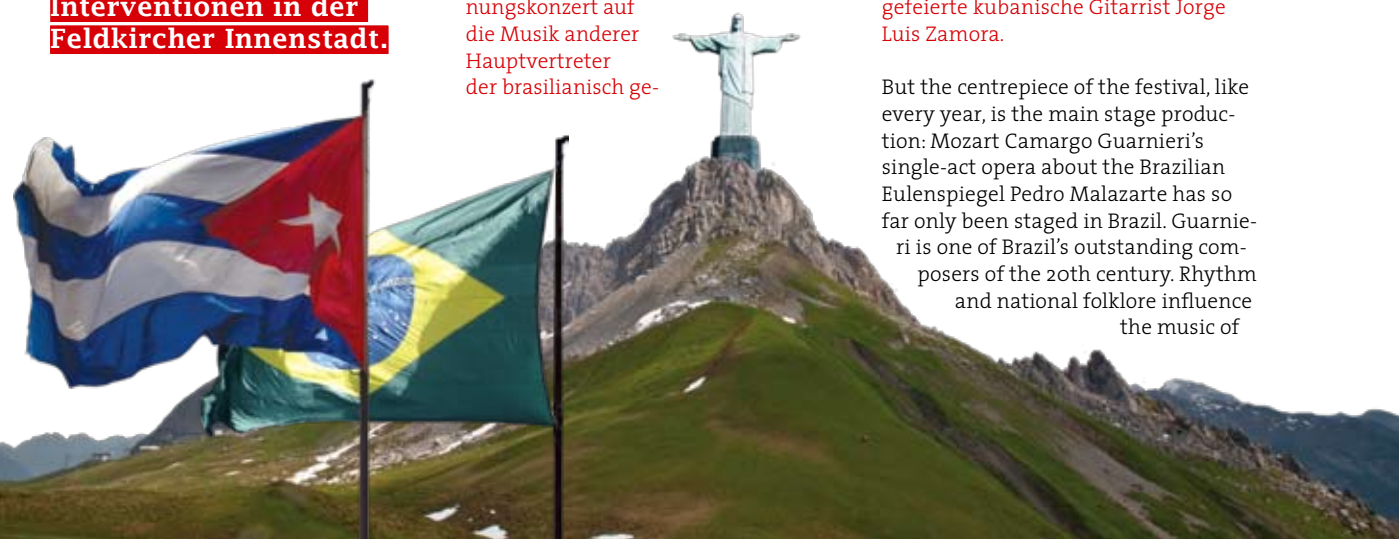 Interventionen in der
Feldkircher Innenstadt.
nungskonzert auf
die Musik anderer
Hauptvertreter
der brasilianisch ge-
gefeierte kubanische Gitarrist Jorge
Luis Zamora.
But the centrepiece of the festival, like
every year, is the main stage produc-
tion: Mozart Camargo Guarnieri’s
single-act opera about the Brazilian
Eulenspiegel Pedro Malazarte has so
far only been staged in Brazil. Guarnie-
ri is one of Brazil’s outstanding com-
posers of the 20th century. Rhythm
and national folklore influence
the music of